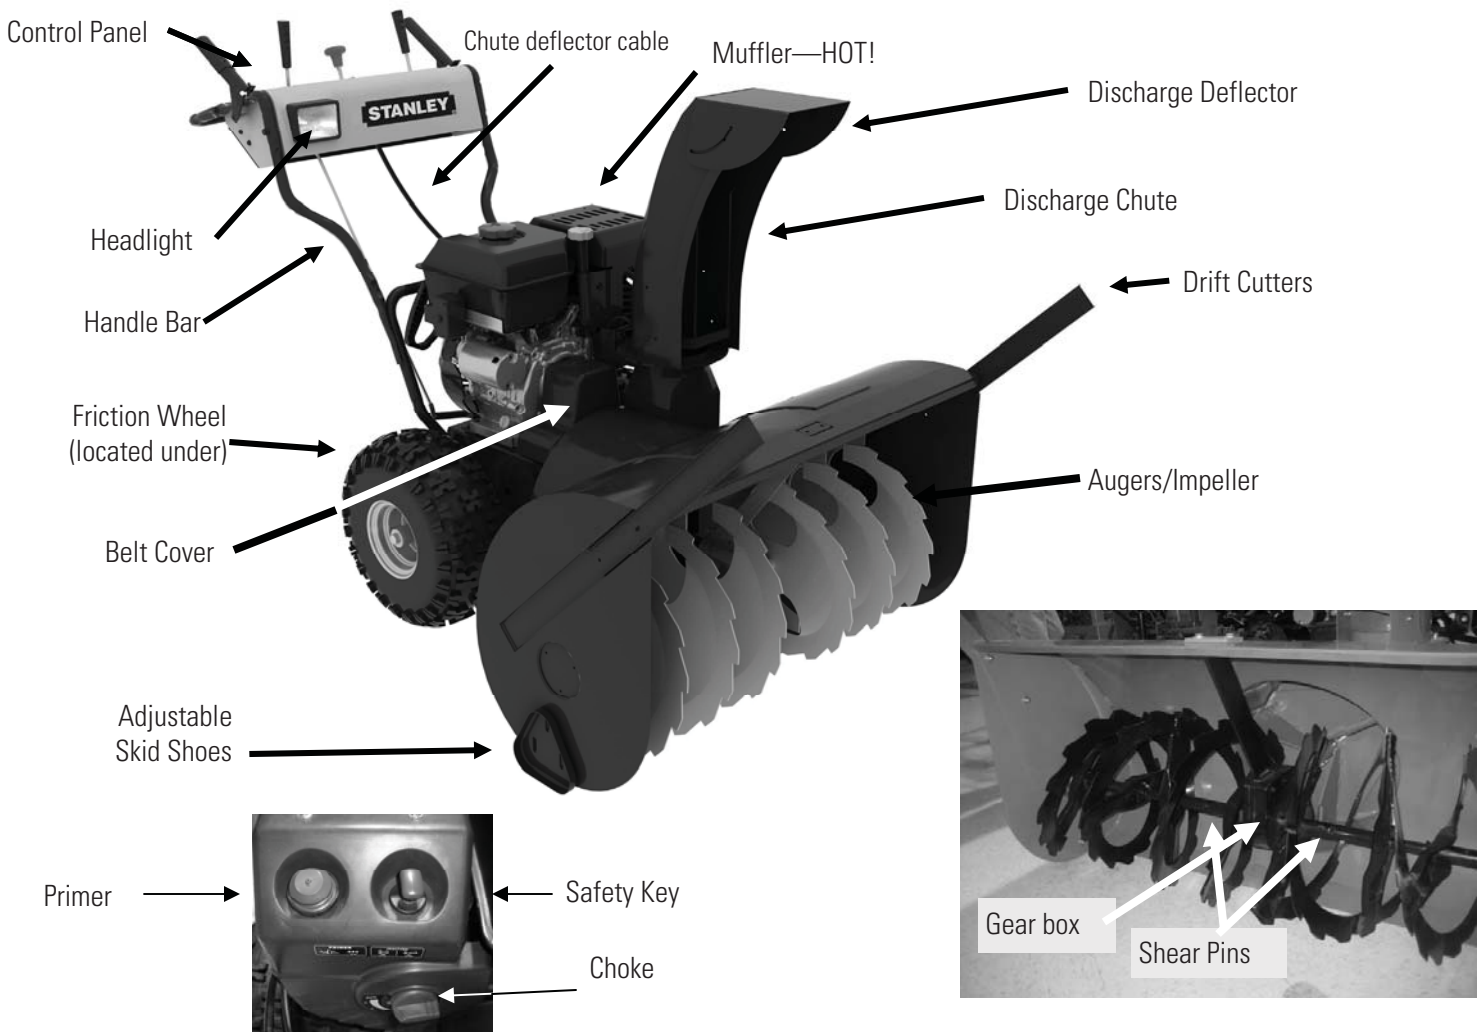 Control Panel
Chute deflector cable
Muffler—HOT!
Discharge Deflector
STANLEY
Discharge Chute
Headlight
Drift Cutters
Handle Bar
Friction Wheel
(located under)
Augers/Impeller
Belt Cover
Adjustable
Skid Shoes
Primer
Safety Key
Choke
Gear box
Shear Pins